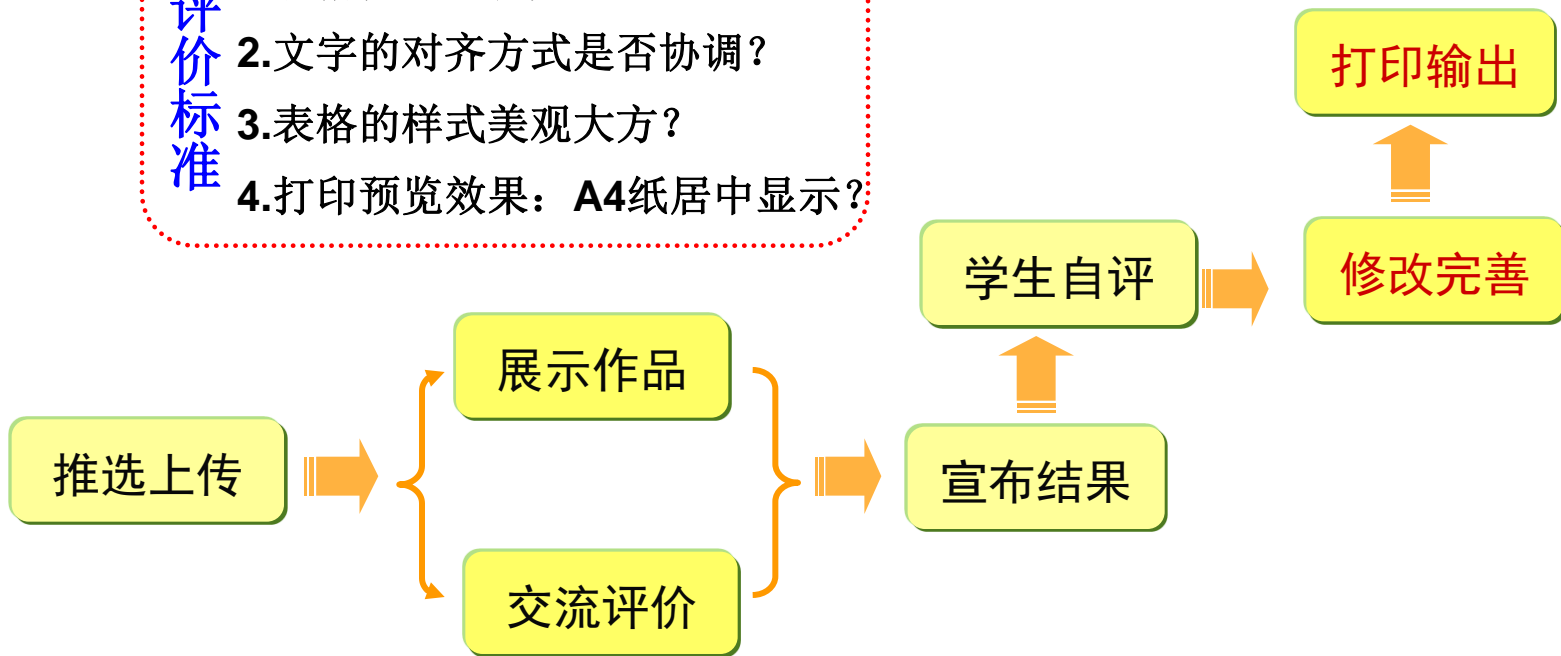 评价标准
2.文字的对齐方式是否协调？
3.表格的样式美观大方？
4.打印预览效果：A4纸居中显示？
打印输出
学生自评
修改完善
展示作品
推选上传
宣布结果
交流评价